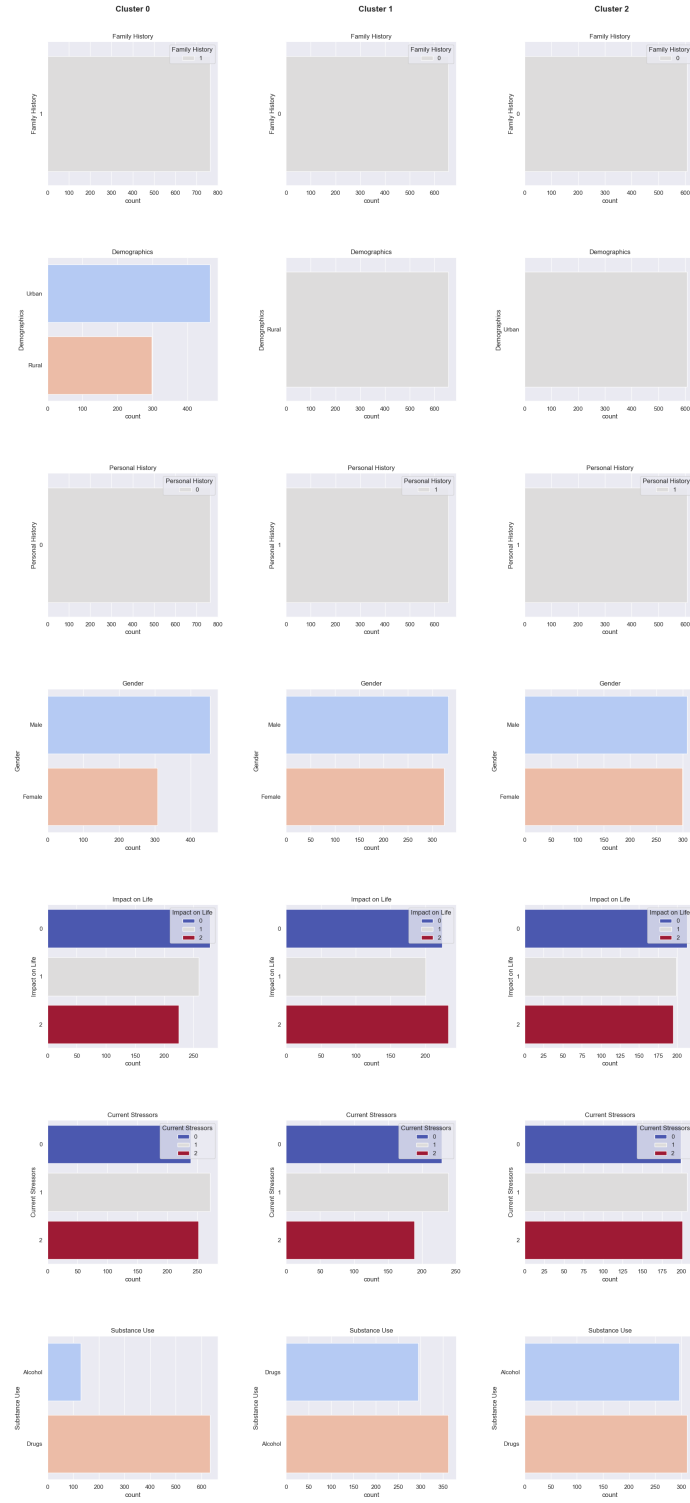 Cluster 0
Cluster 1
Cluster 2
Family History
Family History
1
Family History
1
0 100 200 300 400 500 600 700 800
count
Family History
Family History
0
Family History
0
0 100 200 300 400 500 600
count
Family History
Family History
0
Family History
0
0 100 200 300 400 500 600
count
Demographics
Urban
Rural
Demographics
0 100 200 300 400
count
Demographics
Rural
Demographics
0 100 200 300 400 500 600
count
Demographics
Urban
Demographics
0 100 200 300 400 500 600
count
Personal History
Personal History
0
Personal History
0
0 100 200 300 400 500 600 700 800
count
Personal History
Personal History
1
Personal History
1
0 100 200 300 400 500 600
count
Personal History
Personal History
1
Personal History
1
0 100 200 300 400 500 600
count
Gender
Male
Female
Gender
0 100 200 300 400
count
Gender
Male
Female
Gender
0 50 100 150 200 250 300
count
Gender
Male
Female
Gender
0 50 100 150 200 250 300
count
Impact on Life
Impact on Life
0
1
2
Impact on Life
0
1
2
0 50 100 150 200 250
count
Impact on Life
Impact on Life
0
1
2
Impact on Life
0
1
2
0 50 100 150 200
count
Impact on Life
Impact on Life
0
1
2
Impact on Life
0
1
2
0 25 50 75 100 125 150 175 200
count
Current Stressors
Current Stressors
0
1
2
Current Stressors
0
1
2
0 50 100 150 200 250
count
Current Stressors
Current Stressors
0
1
2
Current Stressors
0
1
2
0 50 100 150 200 250
count
Current Stressors
Current Stressors
0
1
2
Current Stressors
0
1
2
0 25 50 75 100 125 150 175 200
count
Substance Use
Alcohol
Drugs
Substance Use
0 100 200 300 400 500 600
count
Substance Use
Drugs
Alcohol
Substance Use
0 50 100 150 200 250 300 350
count
Substance Use
Alcohol
Drugs
Substance Use
0 50 100 150 200 250 300
count